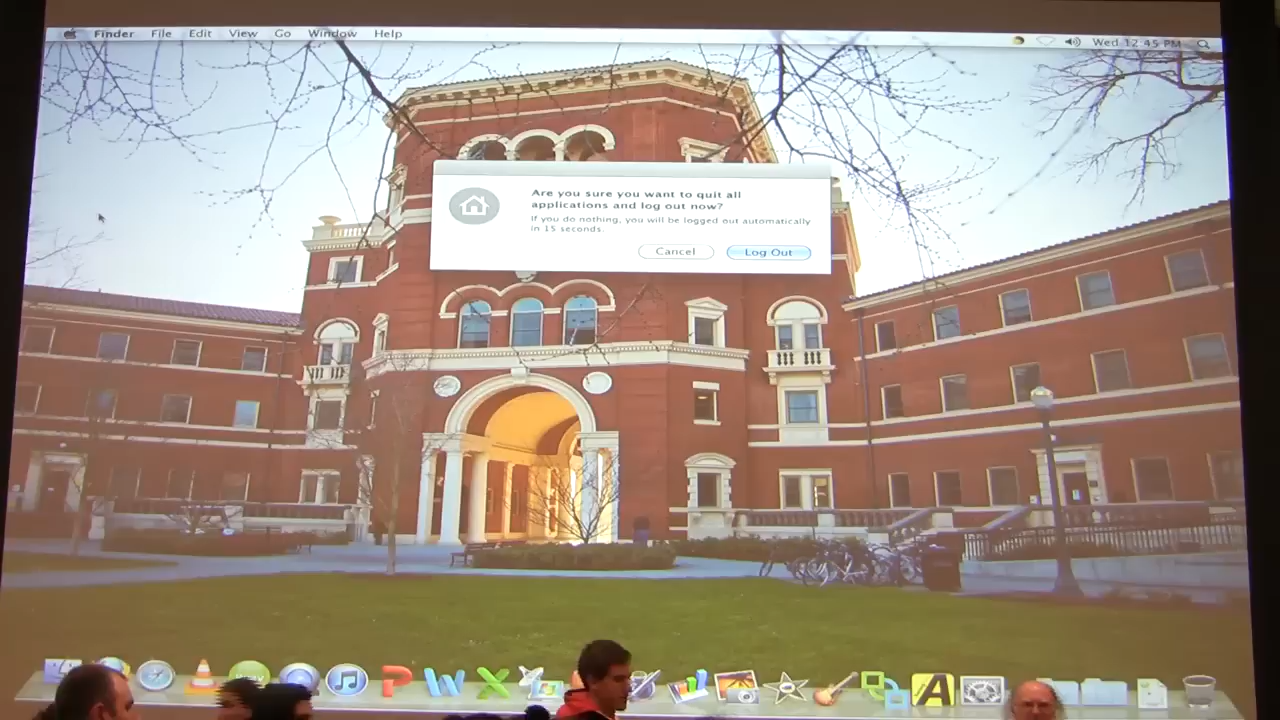 Finder File Edit View Go Window Help Wed 12:45 PM
Are you sure you want to quit all
applications and log out now?
If you do nothing, you will be logged out automatically
in 15 seconds.
Cancel Log Out